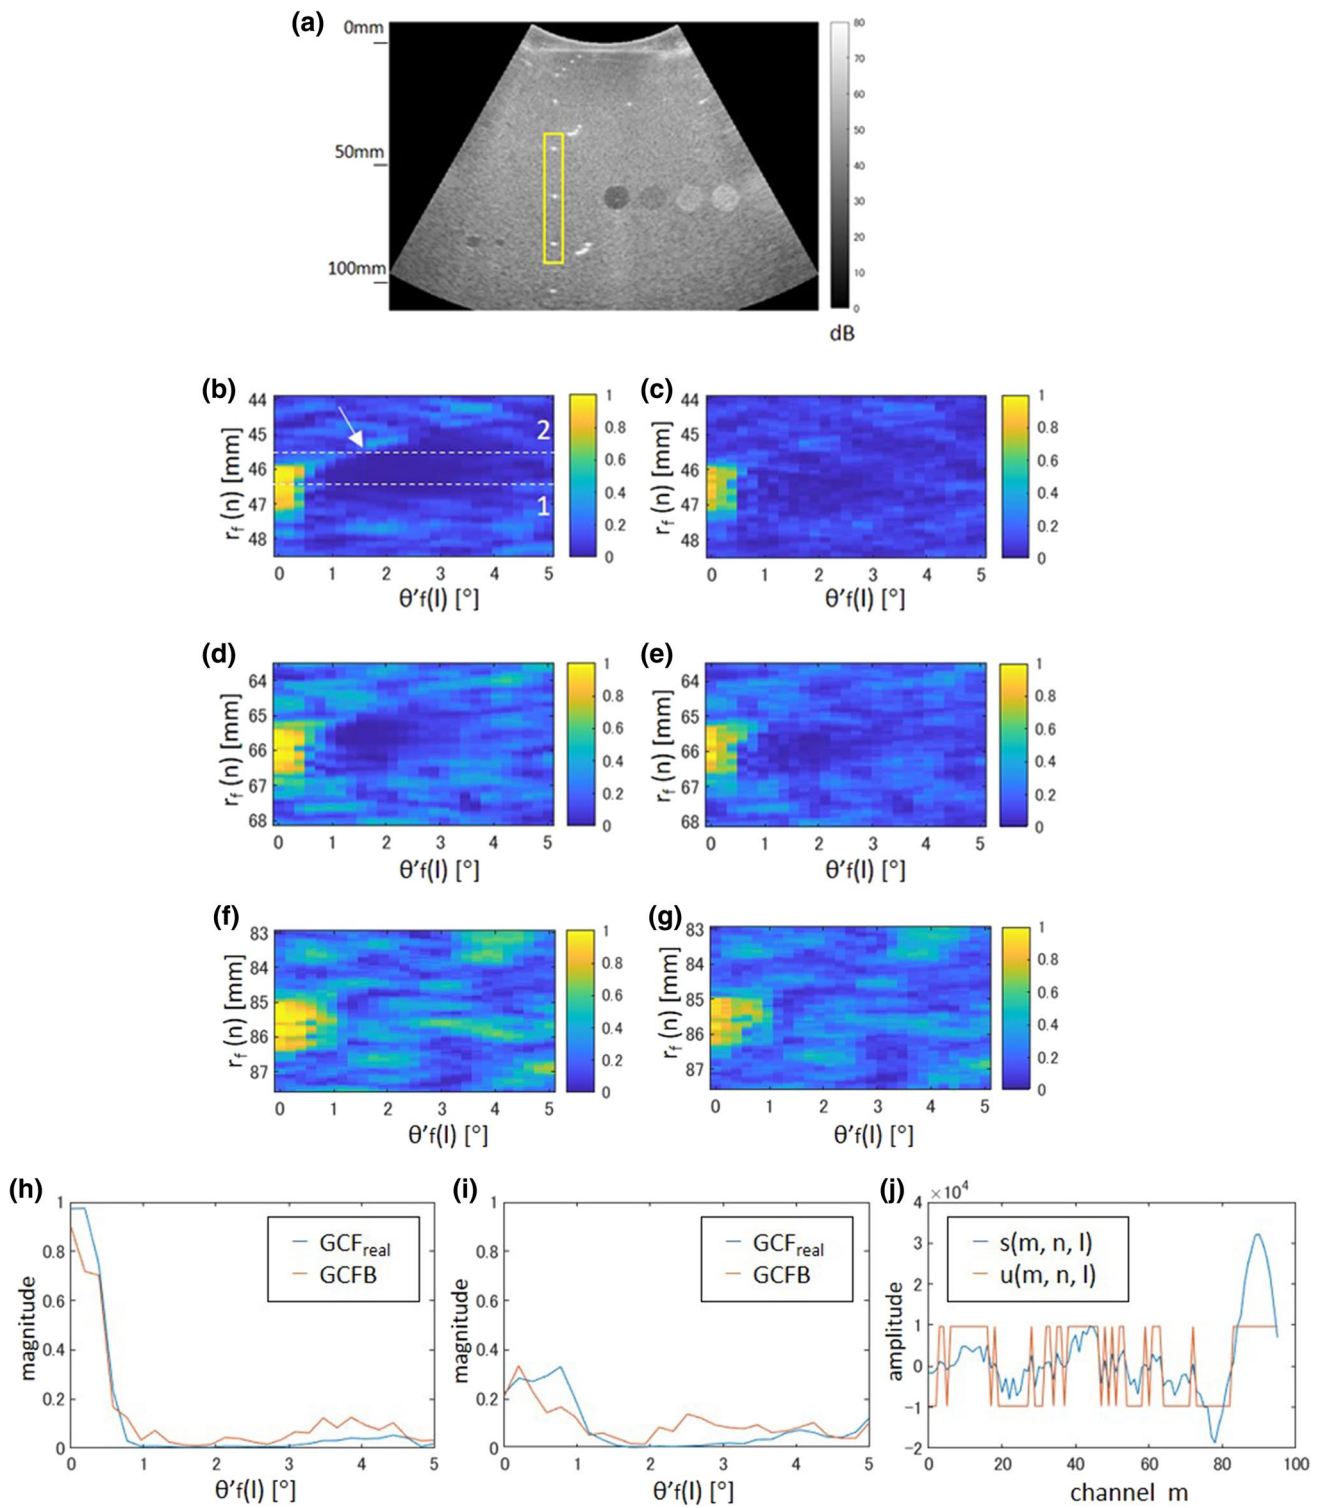 (a)
0mm
50mm
100mm
80
70
60
50
40
30
20
10
0
dB
(b)
44
45
46
47
48
rf (n) [mm]
2
1
0 1 2 3 4 5
θ'f(l) [°]
1
0.8
0.6
0.4
0.2
0
(c)
44
45
46
47
48
rf (n) [mm]
0 1 2 3 4 5
θ'f(l) [°]
1
0.8
0.6
0.4
0.2
0
(d)
64
65
66
67
68
rf (n) [mm]
0 1 2 3 4 5
θ'f(l) [°]
1
0.8
0.6
0.4
0.2
0
(e)
64
65
66
67
68
rf (n) [mm]
0 1 2 3 4 5
θ'f(l) [°]
1
0.8
0.6
0.4
0.2
0
(f)
83
84
85
86
87
rf (n) [mm]
0 1 2 3 4 5
θ'f(l) [°]
1
0.8
0.6
0.4
0.2
0
(g)
83
84
85
86
87
rf (n) [mm]
0 1 2 3 4 5
θ'f(l) [°]
1
0.8
0.6
0.4
0.2
0
(h)
1
0.8
0.6
0.4
0.2
0
magnitude
GCFreal
GCFB
0 1 2 3 4 5
θ'f(l) [°]
(i)
1
0.8
0.6
0.4
0.2
0
magnitude
GCFreal
GCFB
0 1 2 3 4 5
θ'f(l) [°]
(j)
×10⁴
40
30
20
10
0
-1
-2
amplitude
s(m, n, l)
u(m, n, l)
0 20 40 60 80 100
channel m